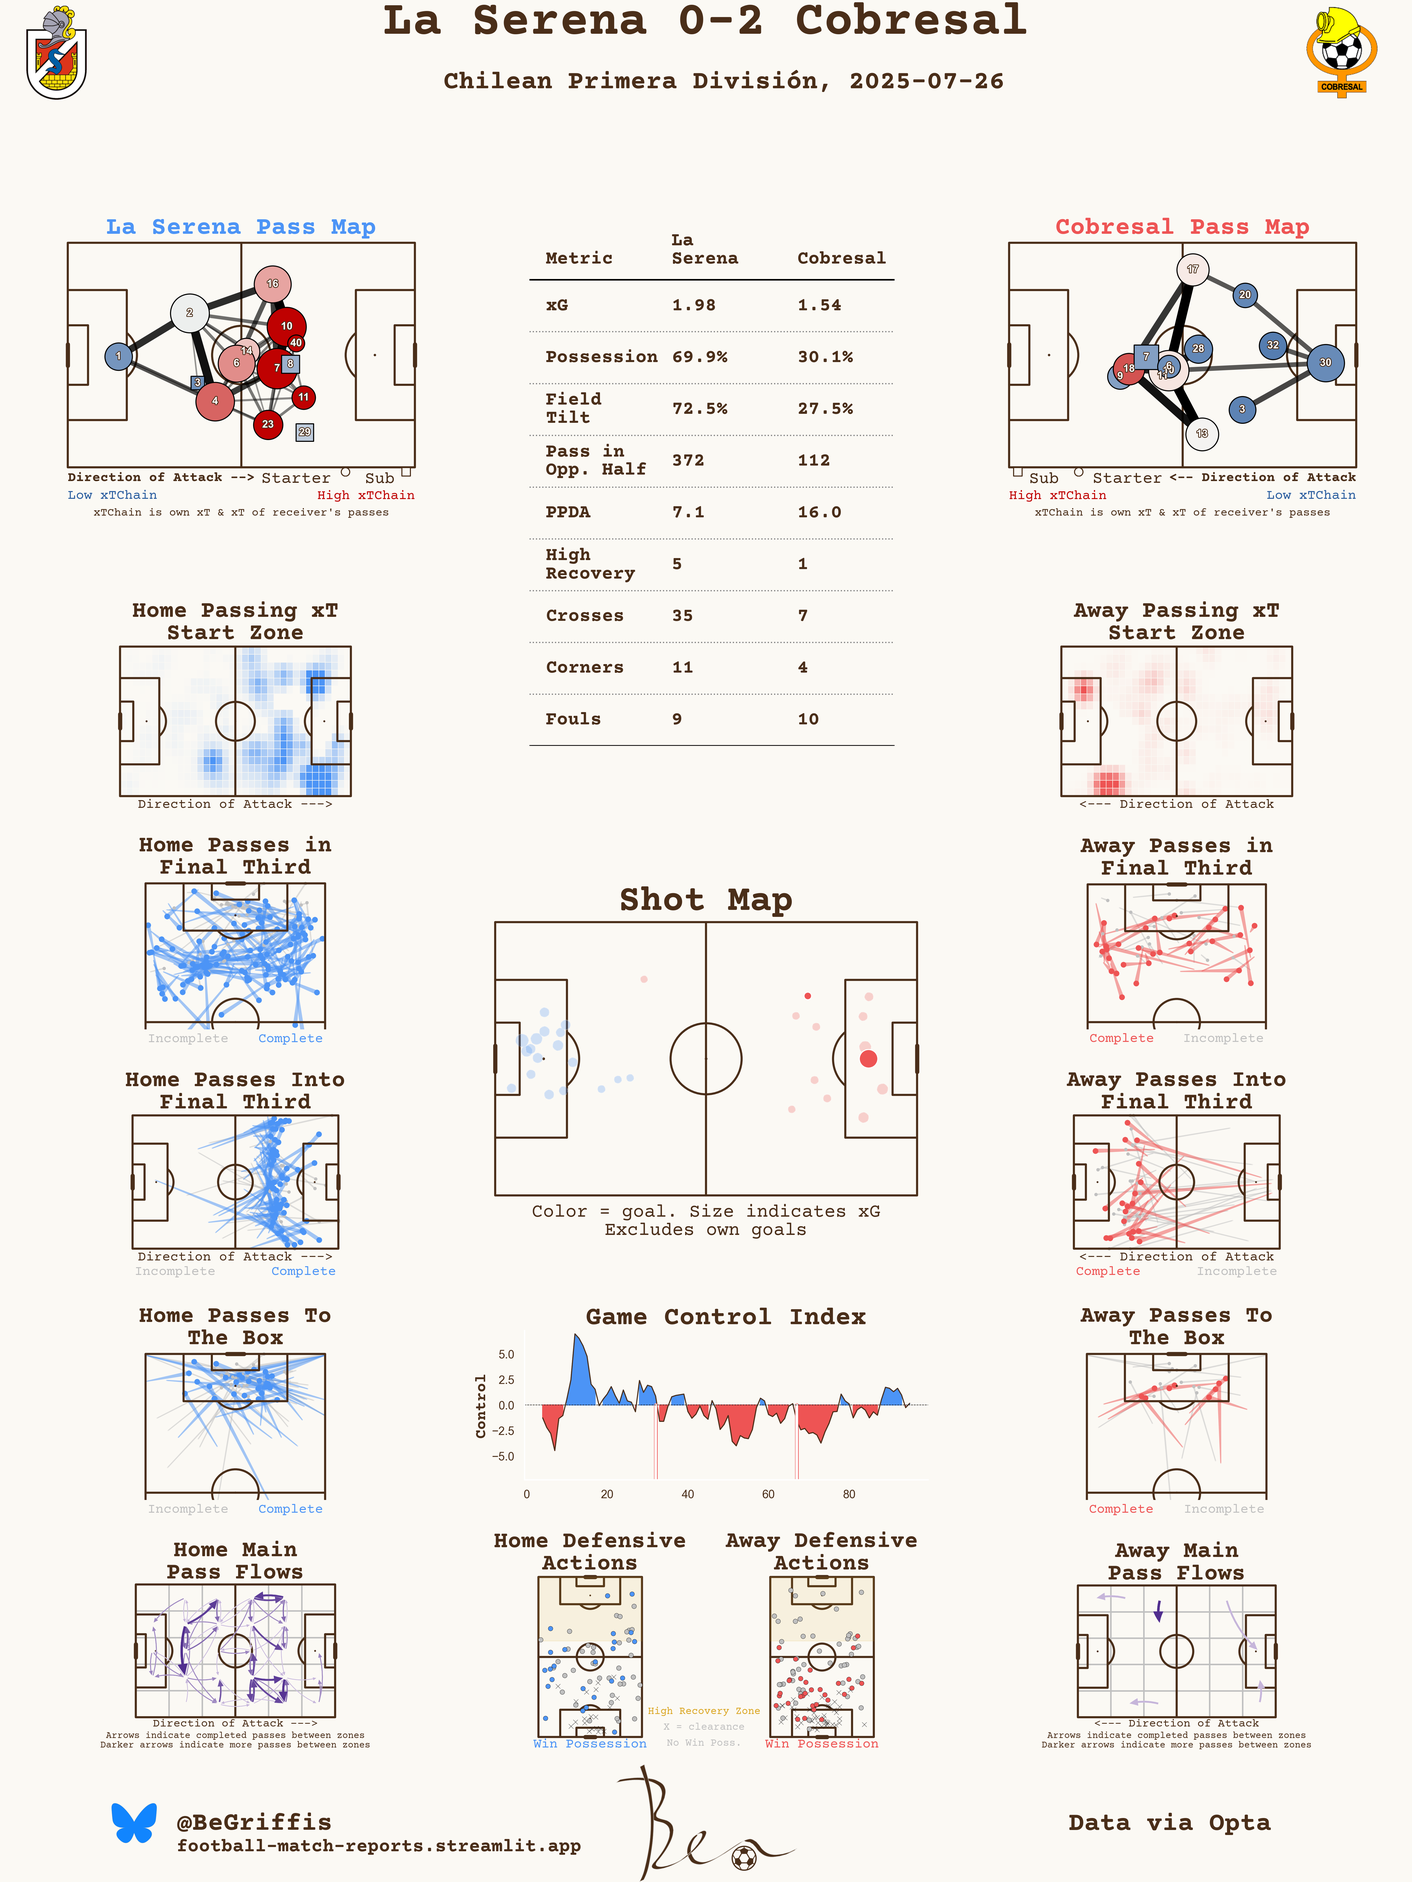 La Serena 0-2 Cobresal
Chilean Primera División, 2025-07-26
COBRESAL
La Serena Pass Map
16
2
10
40
14
1
6
7
8
3
4
11
23
29
Direction of Attack --> Starter Sub
Low xTChain High xTChain
xTChain is own xT & xT of receiver's passes
Metric La Serena Cobresal
xG 1.98 1.54
Possession 69.9% 30.1%
Field Tilt 72.5% 27.5%
Pass in Opp. Half 372 112
PPDA 7.1 16.0
High Recovery 5 1
Crosses 35 7
Corners 11 4
Fouls 9 10
Cobresal Pass Map
17
20
32
28
7
30
18
6
9
3
13
Sub Starter <-- Direction of Attack
High xTChain Low xTChain
xTChain is own xT & xT of receiver's passes
Home Passing xT
Start Zone
Direction of Attack --->
Away Passing xT
Start Zone
<--- Direction of Attack
Home Passes in
Final Third
Incomplete Complete
Away Passes in
Final Third
Complete Incomplete
Shot Map
Color = goal. Size indicates xG
Excludes own goals
Home Passes Into
Final Third
Direction of Attack --->
Incomplete Complete
Away Passes Into
Final Third
<--- Direction of Attack
Complete Incomplete
Home Passes To
The Box
Incomplete Complete
Game Control Index
Control
5.0
2.5
0.0
−2.5
−5.0
0 20 40 60 80
Away Passes To
The Box
Complete Incomplete
Home Main
Pass Flows
Direction of Attack --->
Arrows indicate completed passes between zones
Darker arrows indicate more passes between zones
Home Defensive
Actions
Win Possession
High Recovery Zone
X = clearance
No Win Poss.
Away Defensive
Actions
Win Possession
Away Main
Pass Flows
<--- Direction of Attack
Arrows indicate completed passes between zones
Darker arrows indicate more passes between zones
@BeGriffis
football-match-reports.streamlit.app
Ben
Data via Opta